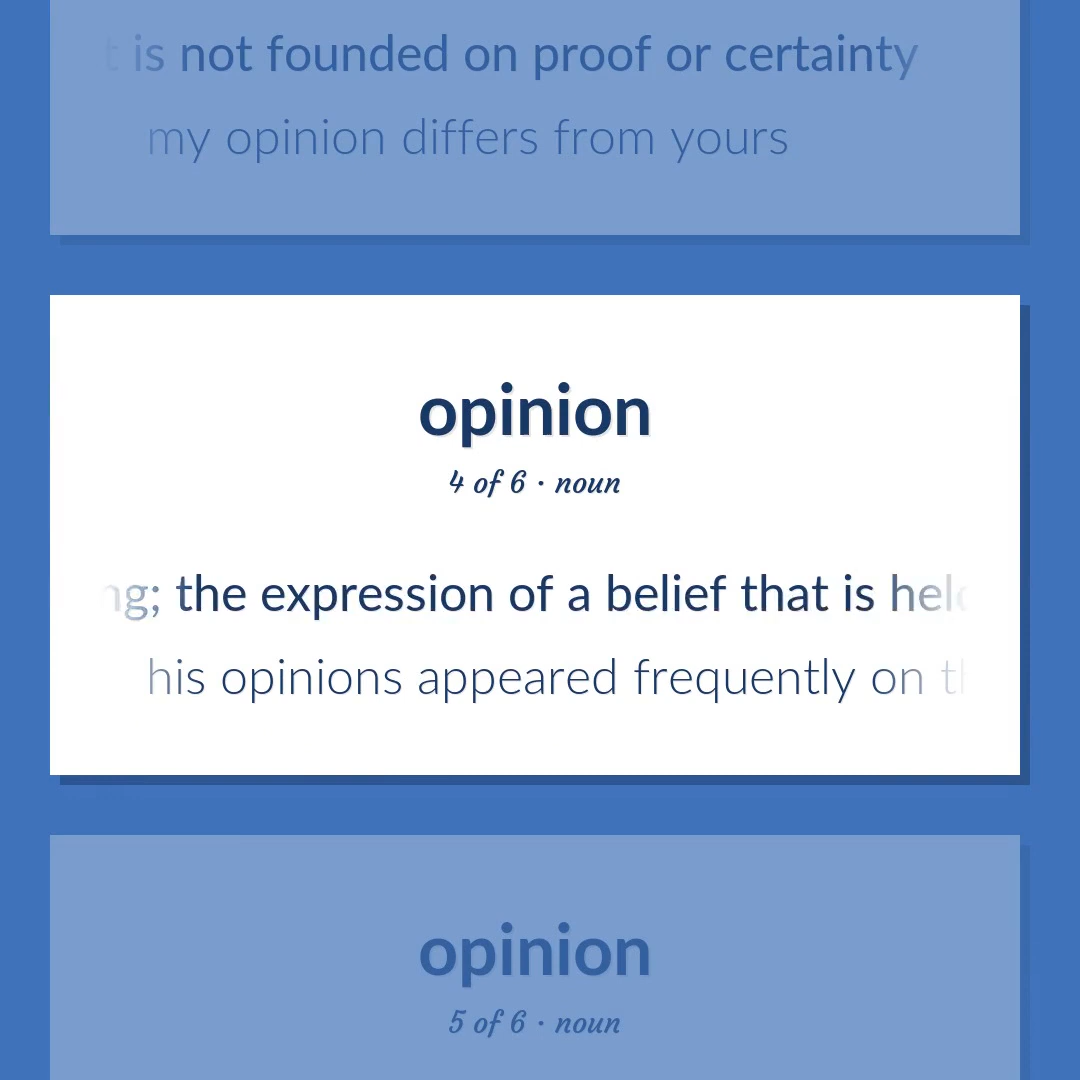 is not founded on proof or certainty
my opinion differs from yours
opinion
4 of 6 · noun
ng; the expression of a belief that is held
his opinions appeared frequently on
opinion
5 of 6 · noun